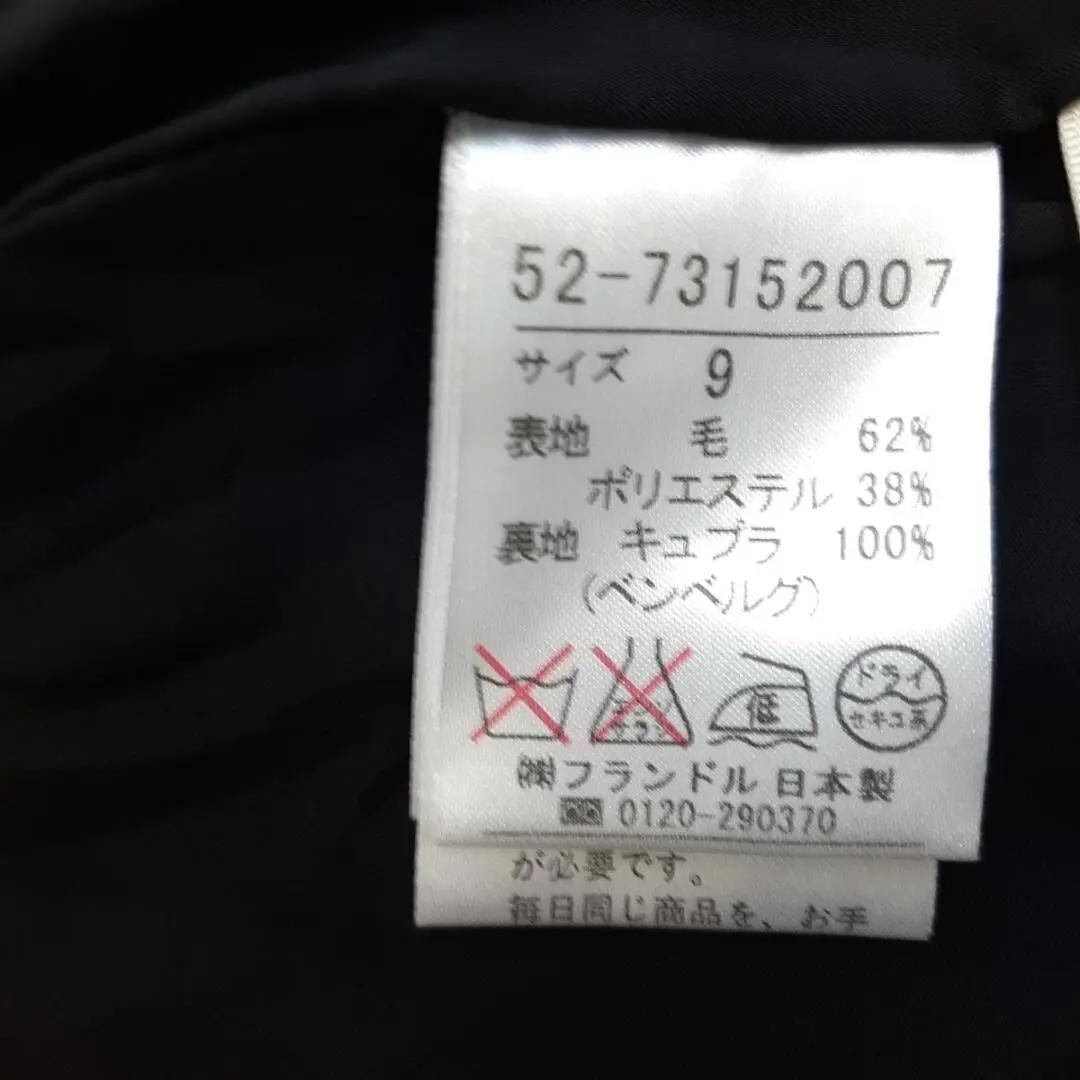 52-73152007
サイズ 9
表地 毛 62%
ポリエステル 38%
裏地 キュプラ 100%
(ベンベルグ)
低
ドライ
セキユ系
㈱フランドル 日本製
0120-290370
が必要です。
毎日同じ商品を、お手